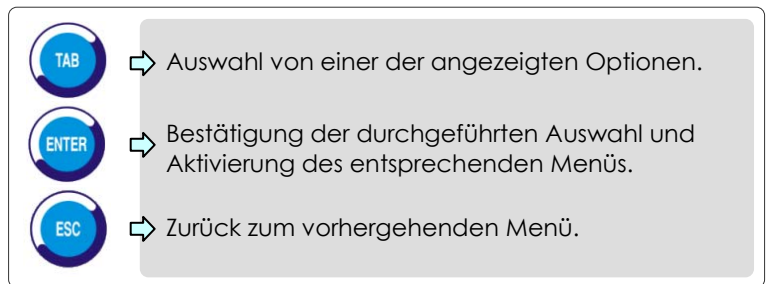 TAB
Auswahl von einer der angezeigten Optionen.
ENTER
Bestätigung der durchgeführten Auswahl und
Aktivierung des entsprechenden Menüs.
ESC
Zurück zum vorhergehenden Menü.